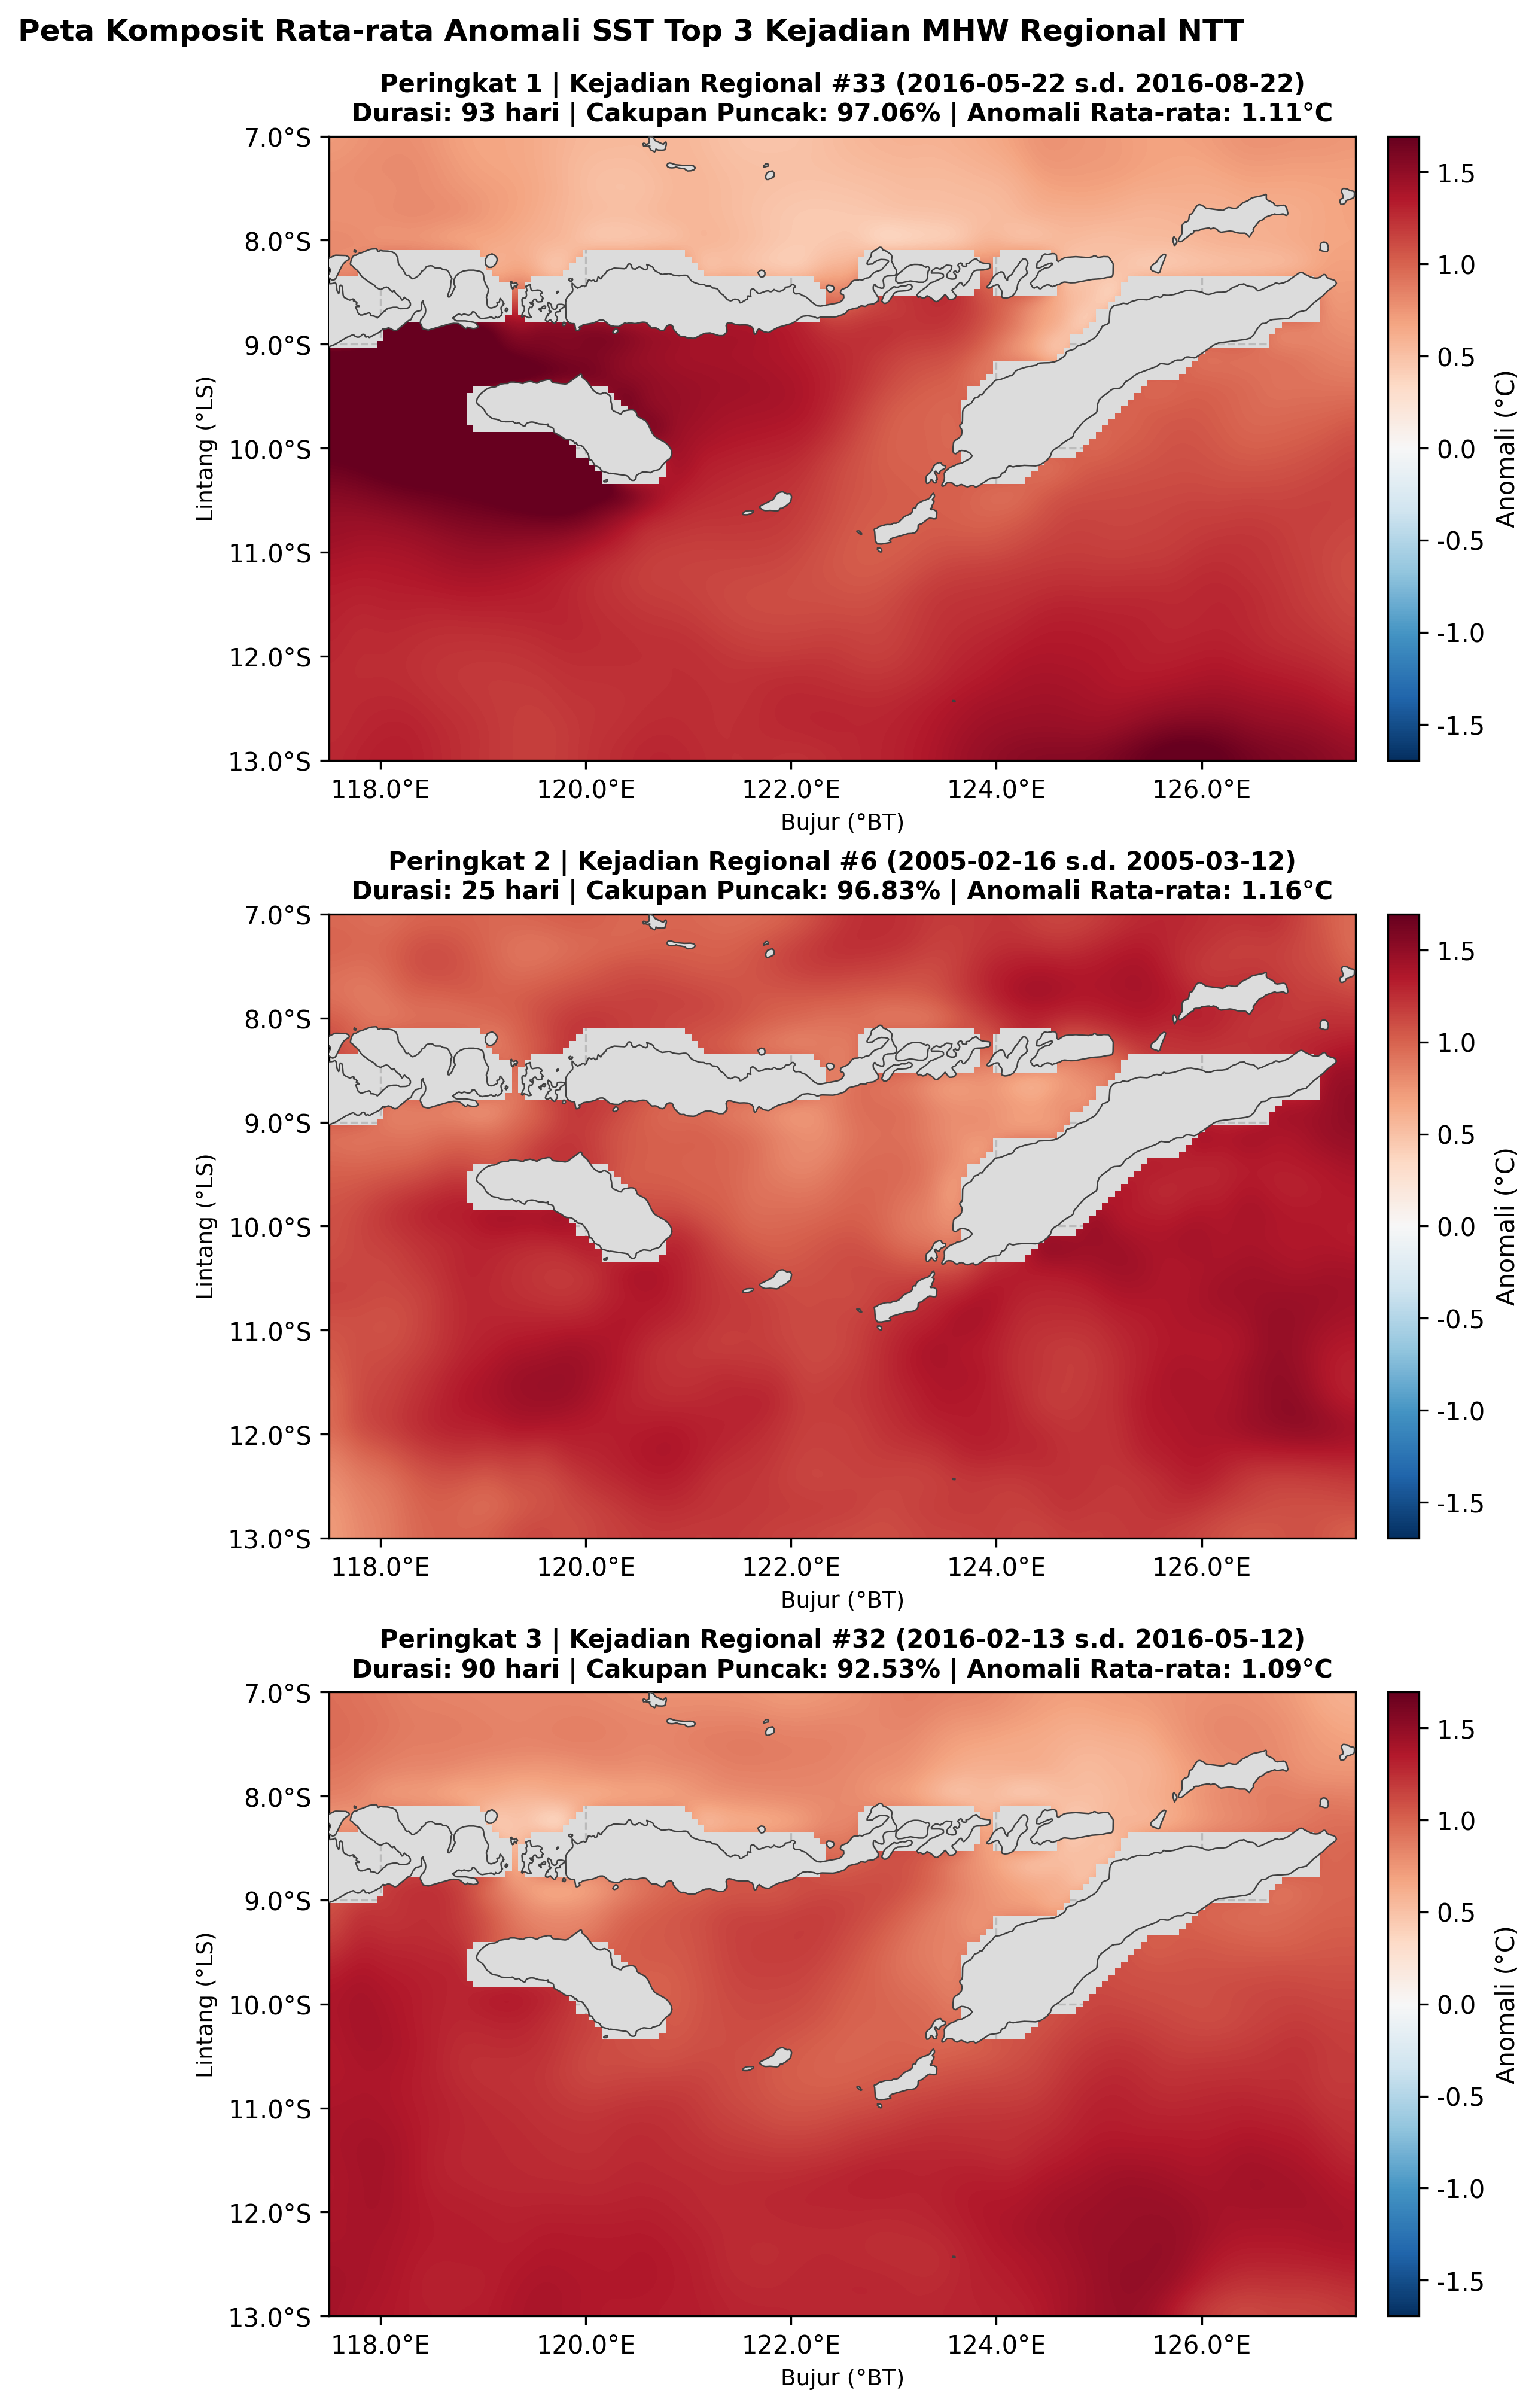 Peta Komposit Rata-rata Anomali SST Top 3 Kejadian MHW Regional NTT
Peringkat 1 | Kejadian Regional #33 (2016-05-22 s.d. 2016-08-22)
Durasi: 93 hari | Cakupan Puncak: 97.06% | Anomali Rata-rata: 1.11°C
7.0°S
8.0°S
9.0°S
10.0°S
11.0°S
12.0°S
13.0°S
Lintang (°LS)
118.0°E 120.0°E 122.0°E 124.0°E 126.0°E
Bujur (°BT)
1.5
1.0
0.5
0.0
-0.5
-1.0
-1.5
Anomali (°C)
Peringkat 2 | Kejadian Regional #6 (2005-02-16 s.d. 2005-03-12)
Durasi: 25 hari | Cakupan Puncak: 96.83% | Anomali Rata-rata: 1.16°C
7.0°S
8.0°S
9.0°S
10.0°S
11.0°S
12.0°S
13.0°S
Lintang (°LS)
118.0°E 120.0°E 122.0°E 124.0°E 126.0°E
Bujur (°BT)
1.5
1.0
0.5
0.0
-0.5
-1.0
-1.5
Anomali (°C)
Peringkat 3 | Kejadian Regional #32 (2016-02-13 s.d. 2016-05-12)
Durasi: 90 hari | Cakupan Puncak: 92.53% | Anomali Rata-rata: 1.09°C
7.0°S
8.0°S
9.0°S
10.0°S
11.0°S
12.0°S
13.0°S
Lintang (°LS)
118.0°E 120.0°E 122.0°E 124.0°E 126.0°E
Bujur (°BT)
1.5
1.0
0.5
0.0
-0.5
-1.0
-1.5
Anomali (°C)